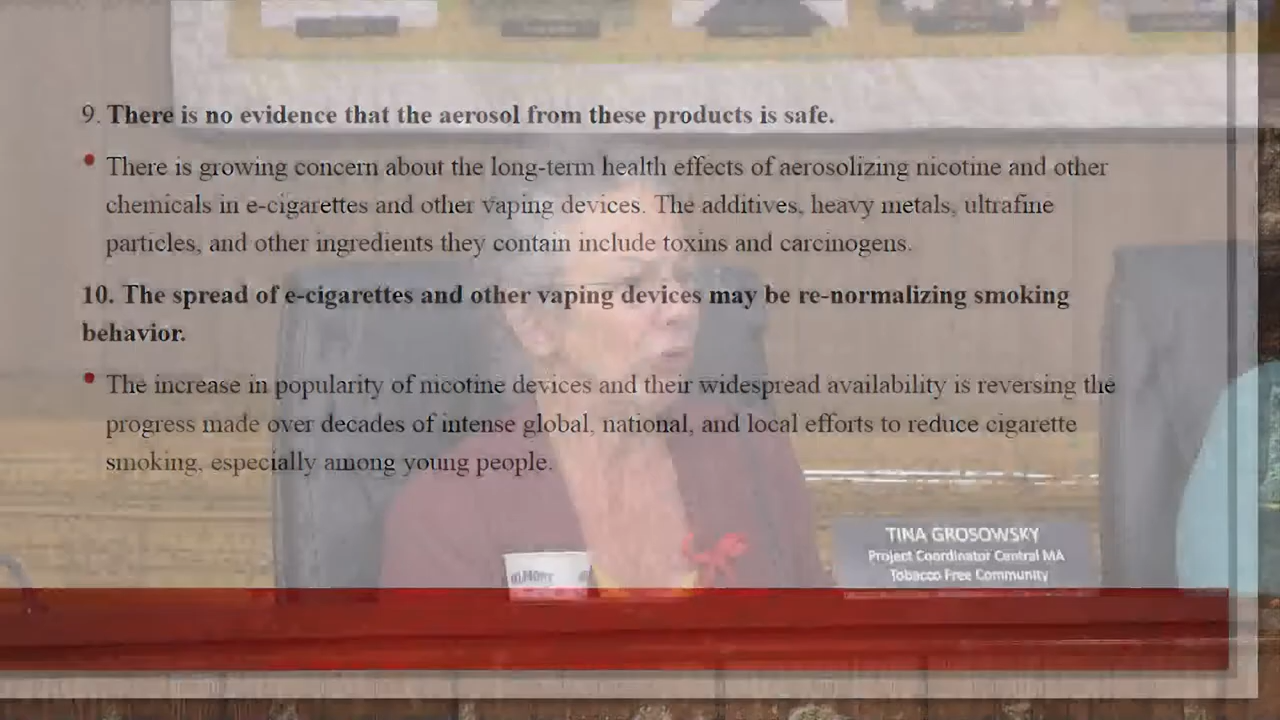 9. There is no evidence that the aerosol from these products is safe.
• There is growing concern about the long-term health effects of aerosolizing nicotine and other
chemicals in e-cigarettes and other vaping devices. The additives, heavy metals, ultrafine
particles, and other ingredients they contain include toxins and carcinogens.
10. The spread of e-cigarettes and other vaping devices may be re-normalizing smoking
behavior.
• The increase in popularity of nicotine devices and their widespread availability is reversing the
progress made over decades of intense global, national, and local efforts to reduce cigarette
smoking, especially among young people.
TINA GROSOWSKY
Project Coordinator Central MA
Tobacco Free Community